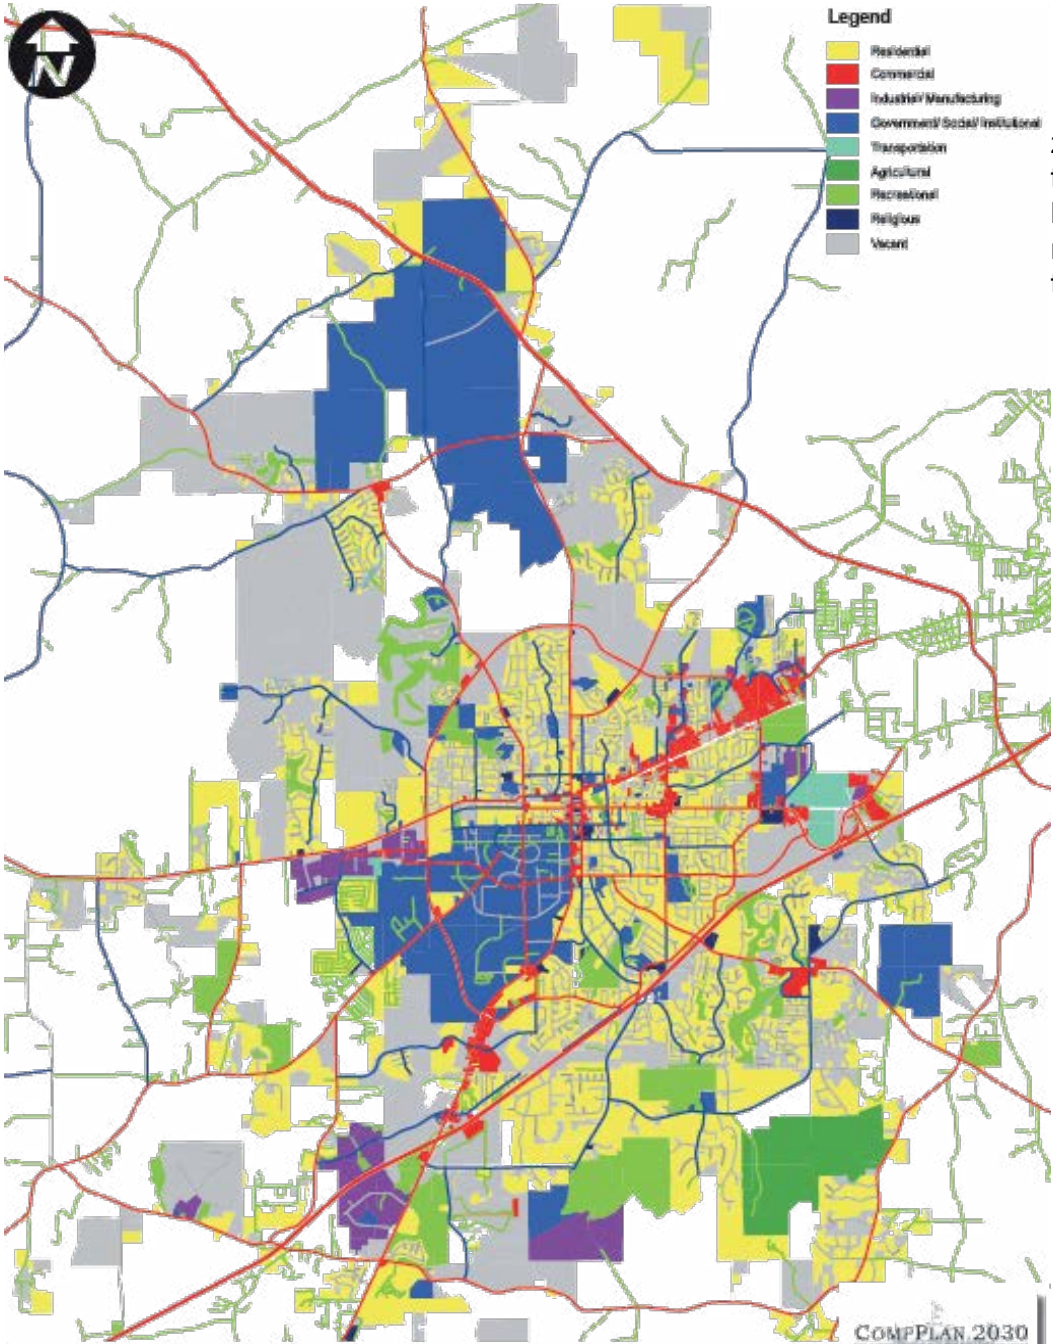 N
Legend
Residential
Commercial
Industrial/ Manufacturing
Government/ Social/ Institutional
Transportation
Agricultural
Recreational
Religious
Vacant
COMPPLAN 2030